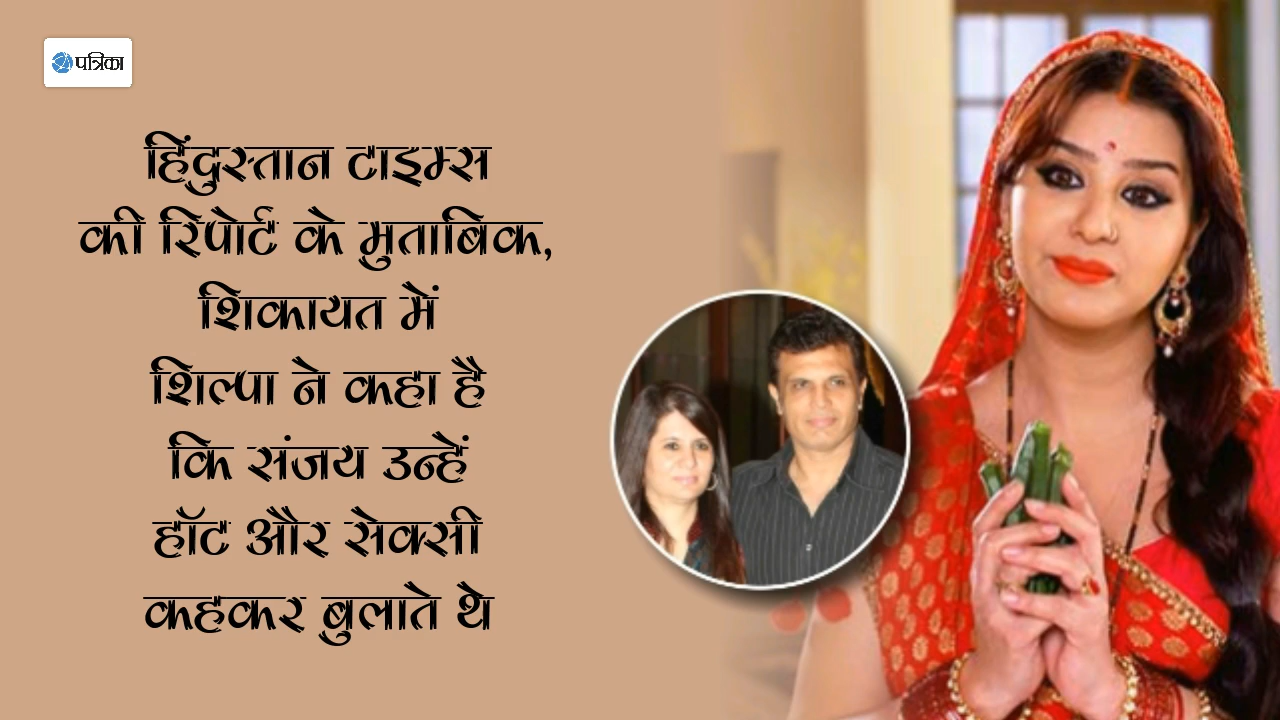 पत्रिका
हिंदुस्तान टाइम्स
की रिपोर्ट के मुताबिक,
शिकायत में
शिल्पा ने कहा है
कि संजय उन्हें
हॉट और सेक्सी
कहकर बुलाते थे